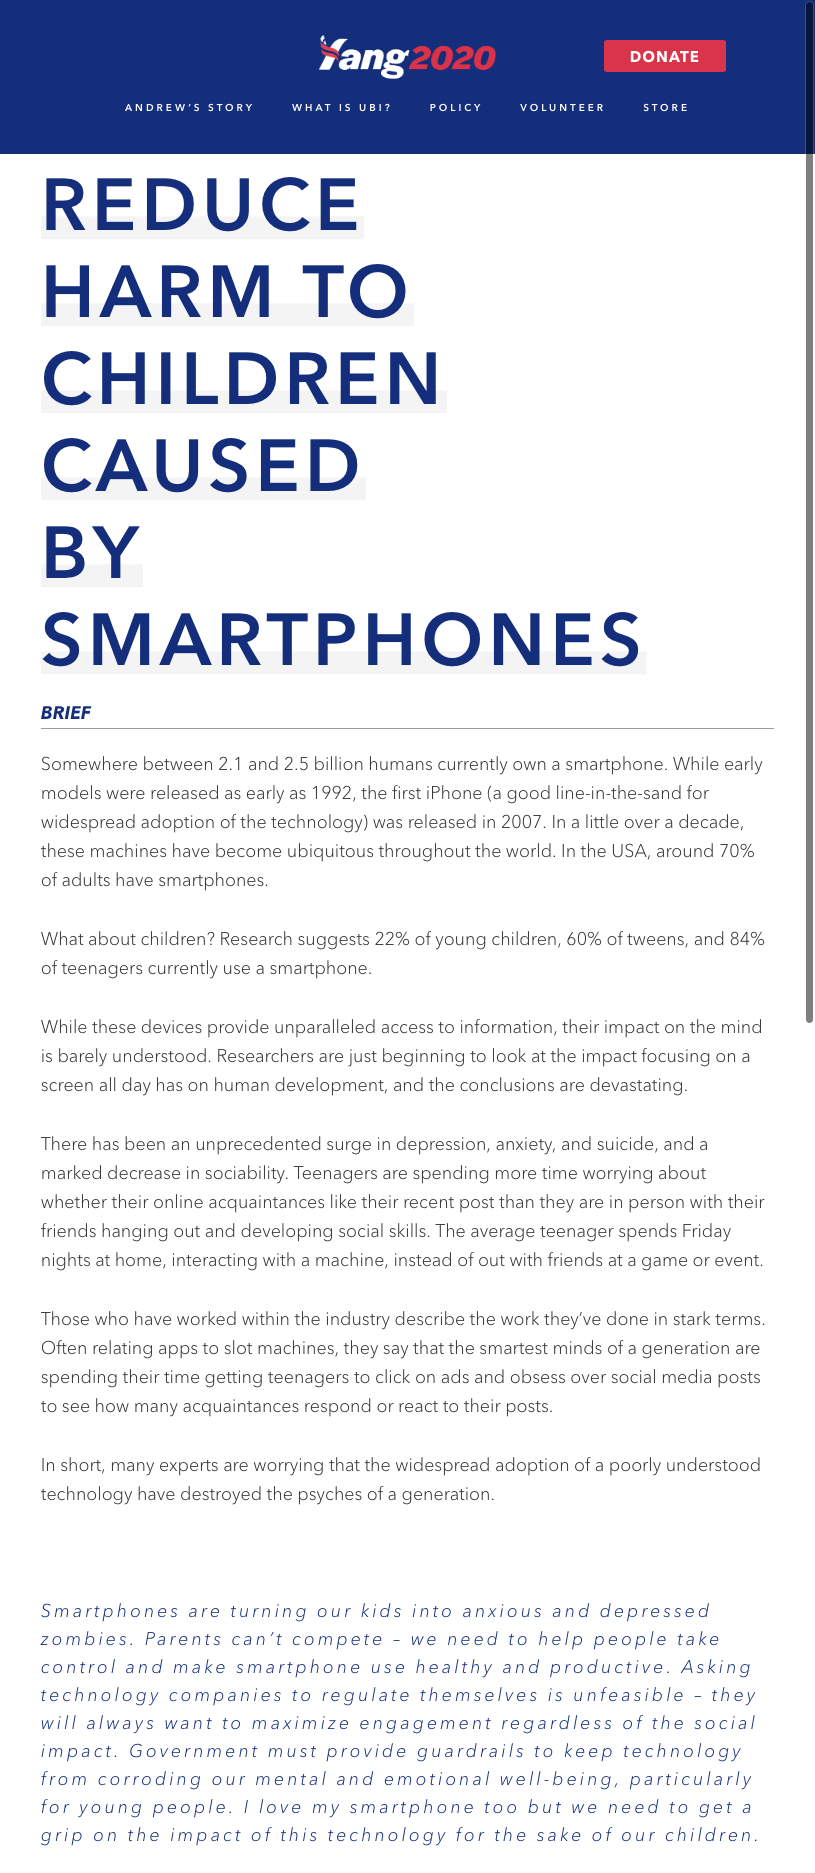 Yang2020
DONATE
ANDREW'S STORY WHAT IS UBI? POLICY VOLUNTEER STORE
REDUCE
HARM TO
CHILDREN
CAUSED
BY
SMARTPHONES
BRIEF
Somewhere between 2.1 and 2.5 billion humans currently own a smartphone. While early
models were released as early as 1992, the first iPhone (a good line-in-the-sand for
widespread adoption of the technology) was released in 2007. In a little over a decade,
these machines have become ubiquitous throughout the world. In the USA, around 70%
of adults have smartphones.
What about children? Research suggests 22% of young children, 60% of tweens, and 84%
of teenagers currently use a smartphone.
While these devices provide unparalleled access to information, their impact on the mind
is barely understood. Researchers are just beginning to look at the impact focusing on a
screen all day has on human development, and the conclusions are devastating.
There has been an unprecedented surge in depression, anxiety, and suicide, and a
marked decrease in sociability. Teenagers are spending more time worrying about
whether their online acquaintances like their recent post than they are in person with their
friends hanging out and developing social skills. The average teenager spends Friday
nights at home, interacting with a machine, instead of out with friends at a game or event.
Those who have worked within the industry describe the work they've done in stark terms.
Often relating apps to slot machines, they say that the smartest minds of a generation are
spending their time getting teenagers to click on ads and obsess over social media posts
to see how many acquaintances respond or react to their posts.
In short, many experts are worrying that the widespread adoption of a poorly understood
technology have destroyed the psyches of a generation.
Smartphones are turning our kids into anxious and depressed
zombies. Parents can't compete – we need to help people take
control and make smartphone use healthy and productive. Asking
technology companies to regulate themselves is unfeasible – they
will always want to maximize engagement regardless of the social
impact. Government must provide guardrails to keep technology
from corroding our mental and emotional well-being, particularly
for young people. I love my smartphone too but we need to get a
grip on the impact of this technology for the sake of our children.